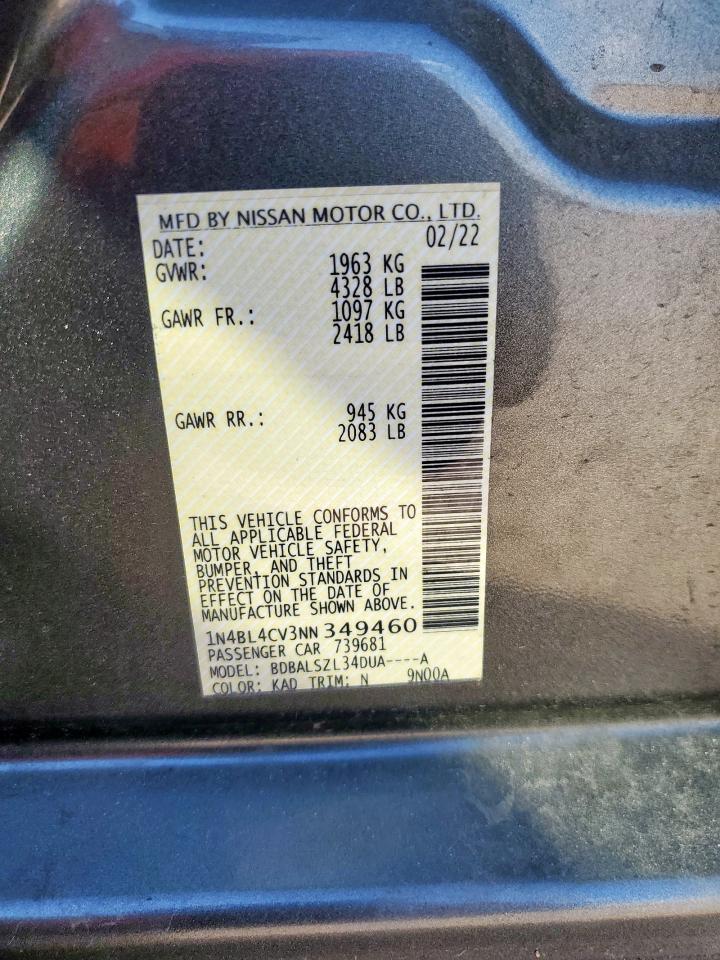 MFD BY NISSAN MOTOR CO., LTD.
DATE: 02/22
GVWR: 1963 KG
4328 LB
GAWR FR.: 1097 KG
2418 LB
GAWR RR.: 945 KG
2083 LB
THIS VEHICLE CONFORMS TO
ALL APPLICABLE FEDERAL
MOTOR VEHICLE SAFETY,
BUMPER, AND THEFT
PREVENTION STANDARDS IN
EFFECT ON THE DATE OF
MANUFACTURE SHOWN ABOVE.
1N4BL4CV3NN 349460
PASSENGER CAR 739681
MODEL: BDBALSZL34DUA----A
COLOR: KAD TRIM: N 9N00A